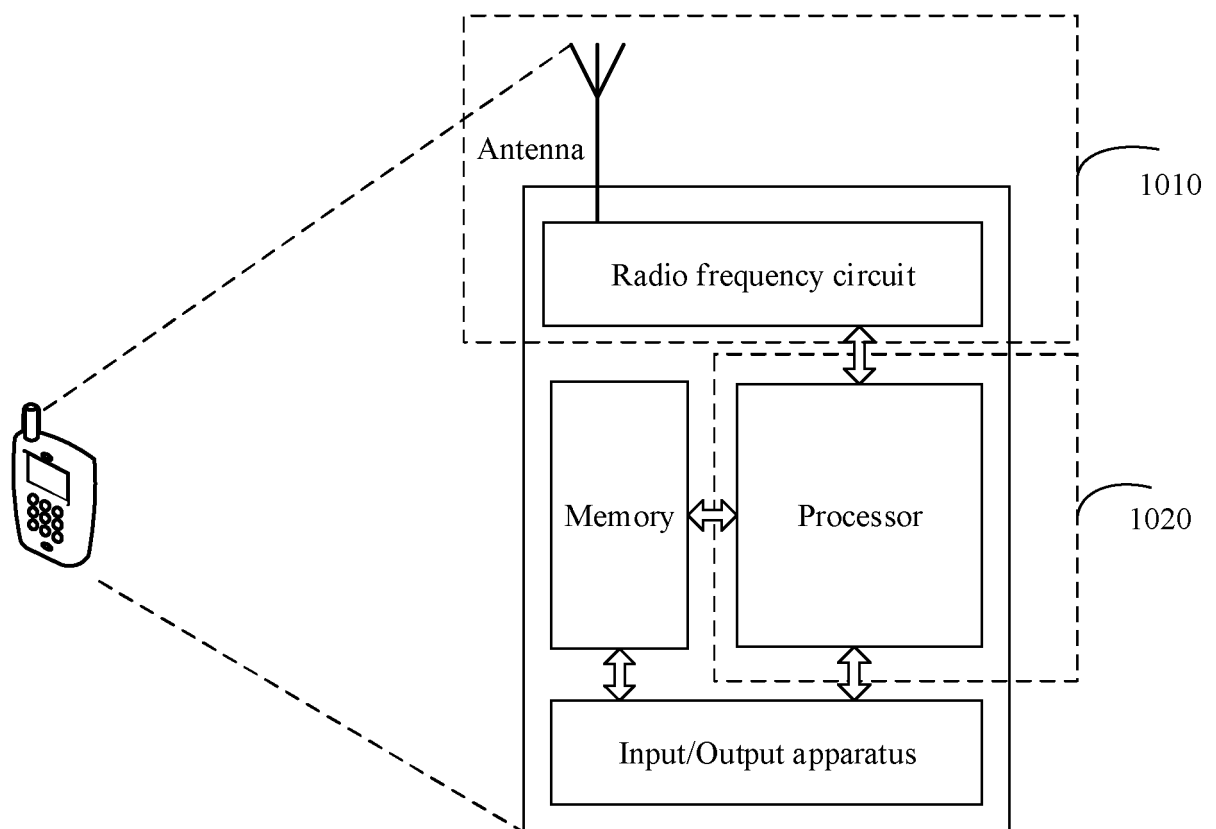 Antenna
1010
Radio frequency circuit
Memory
Processor
1020
Input/Output apparatus